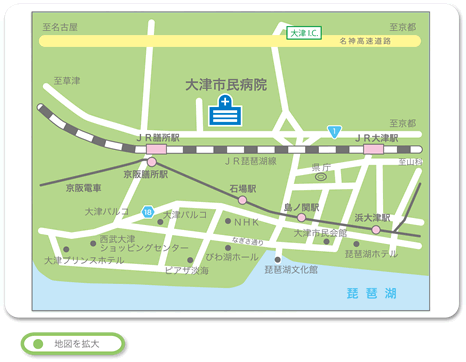 至名古屋
大津I.C.
至京都
名神高速道路
至草津
大津市民病院
1
至京都
JR膳所駅
JR大津駅
JR琵琶湖線
至山科
京阪膳所駅
県庁
京阪電車
石場駅
島ノ関駅
浜大津駅
大津パルコ
18
大津パルコ
NHK
大津市民会館
西武大津
ショッピングセンター
なぎさ通り
琵琶湖ホテル
大津プリンスホテル
びわ湖ホール
ピアザ淡海
琵琶湖文化館
琵琶湖
地図を拡大